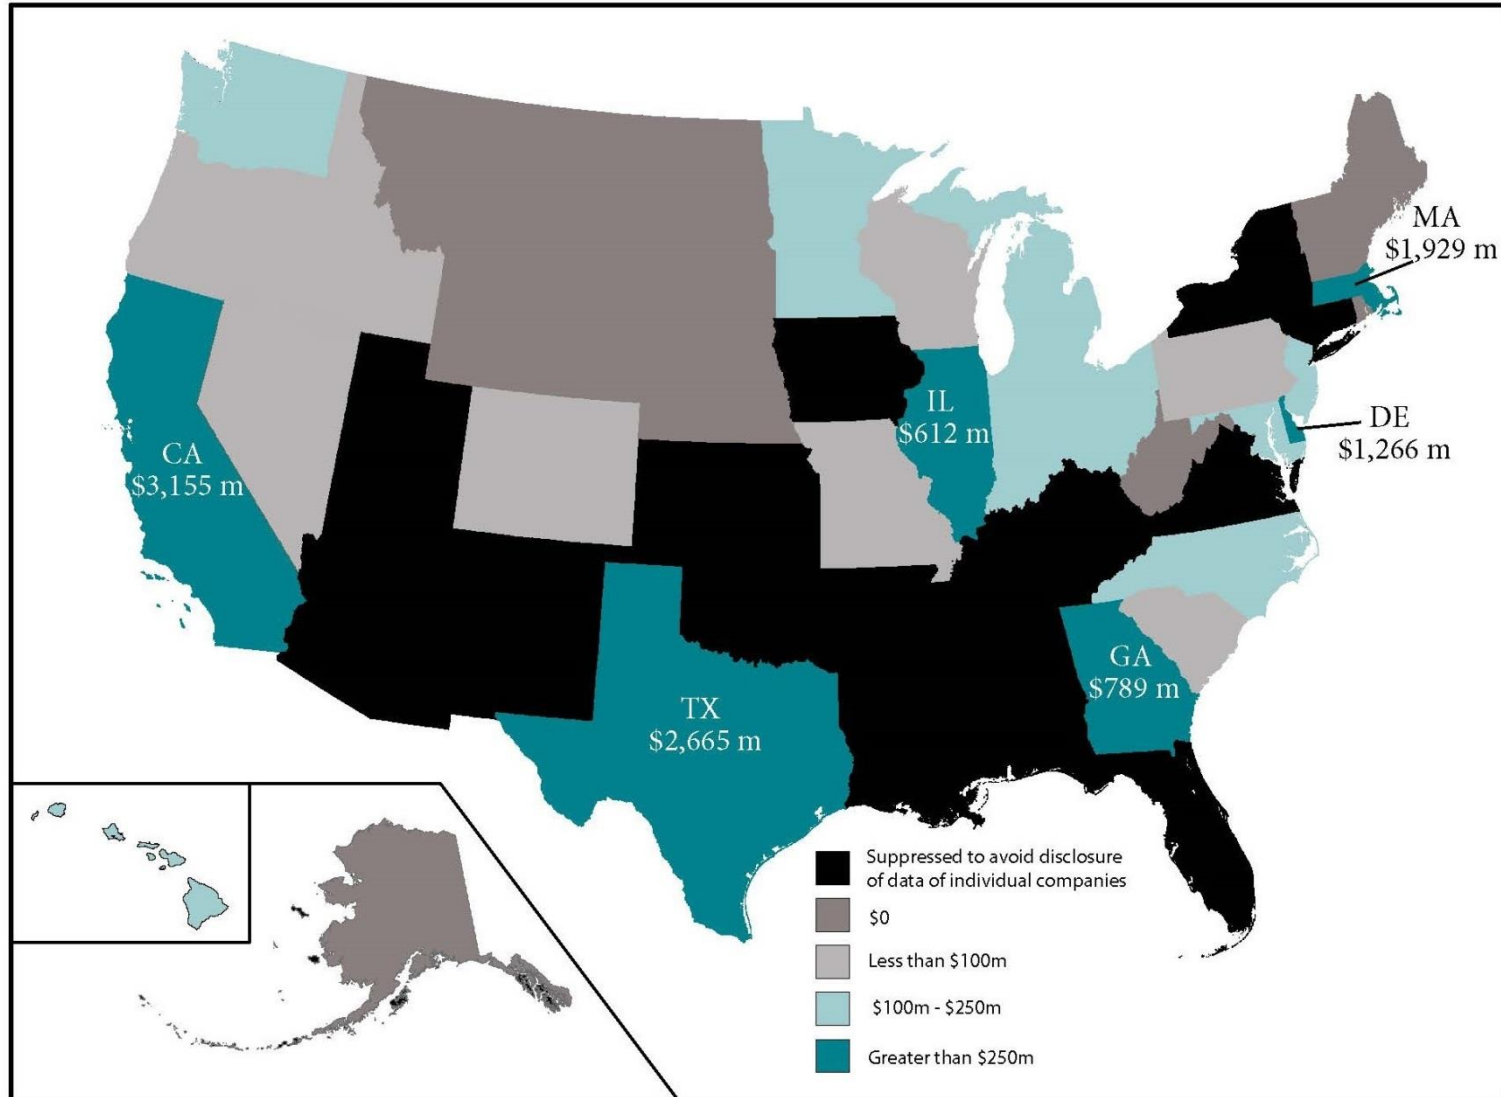 MA
$1,929 m
IL
$612 m
DE
$1,266 m
CA
$3,155 m
GA
$789 m
TX
$2,665 m
Suppressed to avoid disclosure
of data of individual companies
$0
Less than $100m
$100m - $250m
Greater than $250m